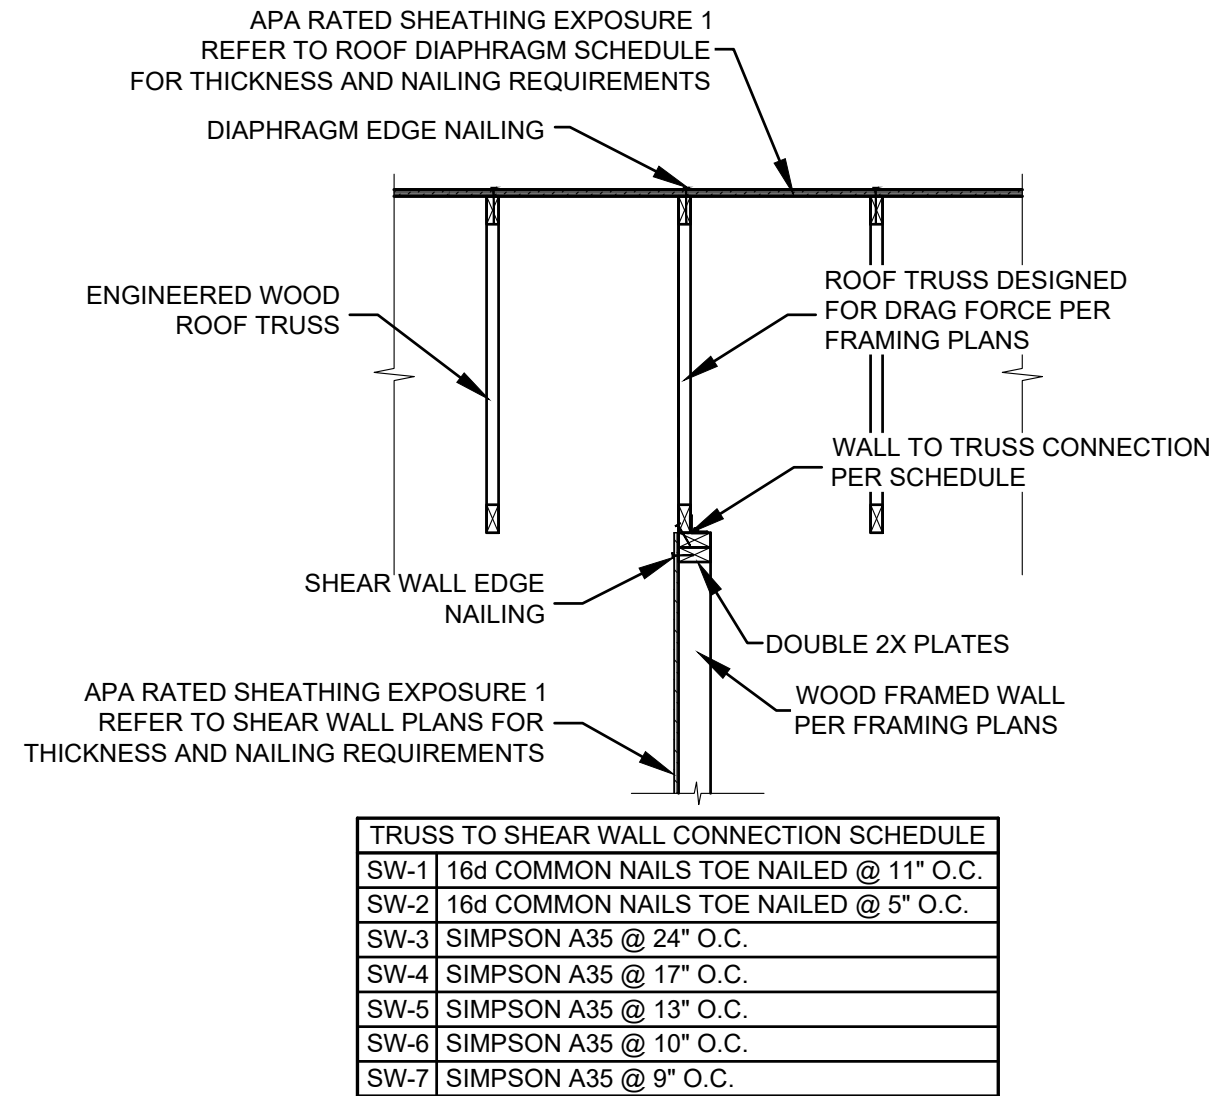 APA RATED SHEATHING EXPOSURE 1
REFER TO ROOF DIAPHRAGM SCHEDULE
FOR THICKNESS AND NAILING REQUIREMENTS
DIAPHRAGM EDGE NAILING
ENGINEERED WOOD
ROOF TRUSS
ROOF TRUSS DESIGNED
FOR DRAG FORCE PER
FRAMING PLANS
WALL TO TRUSS CONNECTION
PER SCHEDULE
SHEAR WALL EDGE
NAILING
DOUBLE 2X PLATES
APA RATED SHEATHING EXPOSURE 1
REFER TO SHEAR WALL PLANS FOR
THICKNESS AND NAILING REQUIREMENTS
WOOD FRAMED WALL
PER FRAMING PLANS
TRUSS TO SHEAR WALL CONNECTION SCHEDULE
SW-1 16d COMMON NAILS TOE NAILED @ 11" O.C.
SW-2 16d COMMON NAILS TOE NAILED @ 5" O.C.
SW-3 SIMPSON A35 @ 24" O.C.
SW-4 SIMPSON A35 @ 17" O.C.
SW-5 SIMPSON A35 @ 13" O.C.
SW-6 SIMPSON A35 @ 10" O.C.
SW-7 SIMPSON A35 @ 9" O.C.